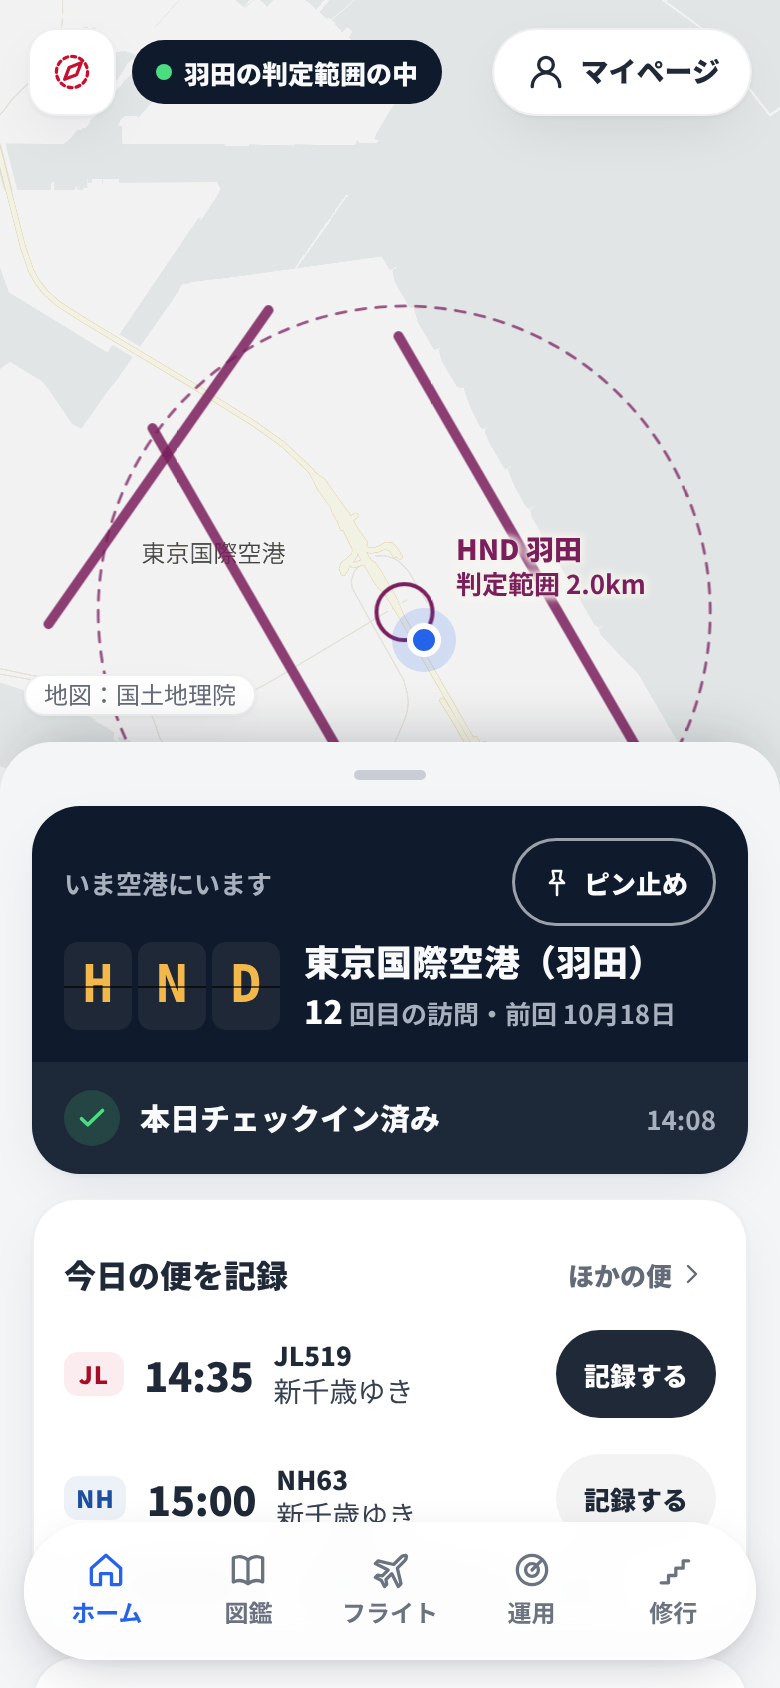 羽田の判定範囲の中
マイページ
東京国際空港
HND 羽田
判定範囲 2.0km
地図：国土地理院
いま空港にいます
ピン止め
H N D
東京国際空港（羽田）
12 回目の訪問・前回 10月18日
本日チェックイン済み
14:08
今日の便を記録
ほかの便
JL
14:35
JL519
新千歳ゆき
記録する
NH
15:00
NH63
新千歳ゆき
記録する
ホーム
図鑑
フライト
運用
修行